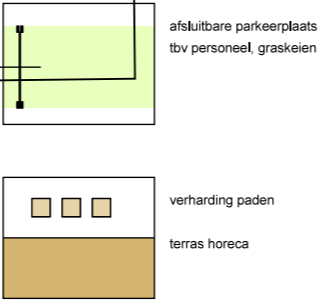 afsluitbare parkeerplaats
tbv personeel, graskeien
verharding paden
terras horeca